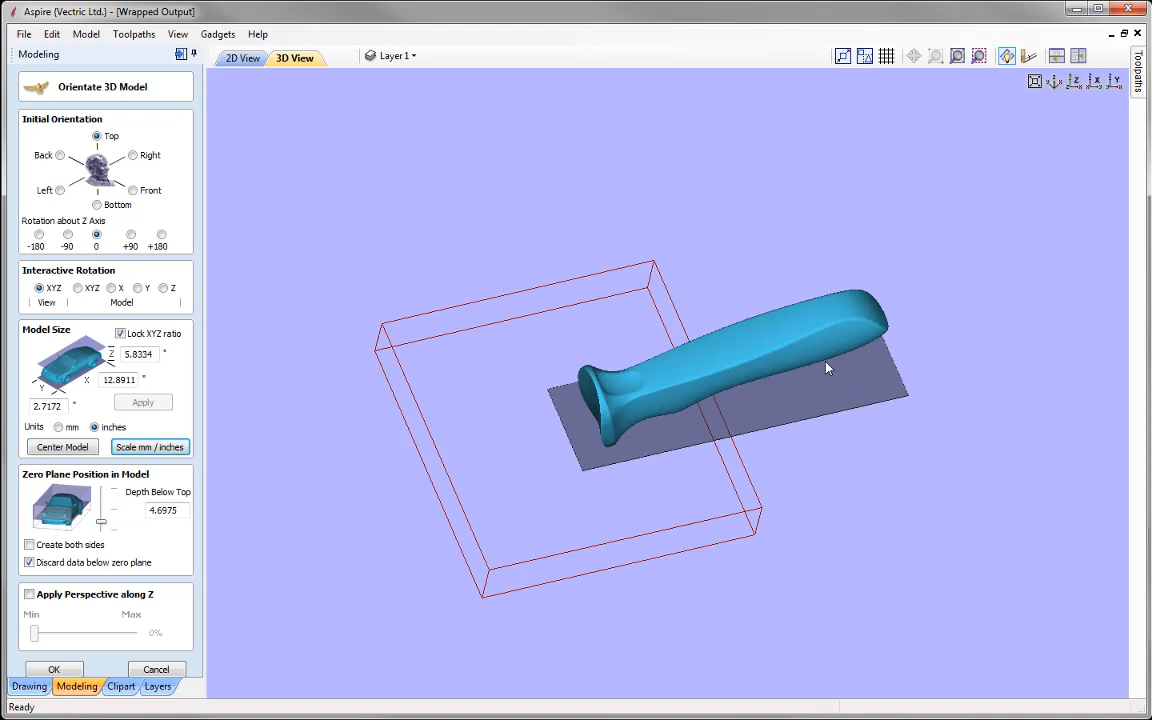 Aspire {Vectric Ltd.} - [Wrapped Output]
File Edit Model Toolpaths View Gadgets Help
Modeling
2D View 3D View Layer 1
Toolpaths
Z X Y
Orientate 3D Model
Initial Orientation
Top
Back Right
Left Front
Bottom
Rotation about Z Axis
-180 -90 0 +90 +180
Interactive Rotation
XYZ XYZ X Y Z
View Model
Model Size
Lock XYZ ratio
Z 5.8334 "
Y X 12.8911 "
2.7172 " Apply
Units mm inches
Center Model Scale mm / inches
Zero Plane Position in Model
Depth Below Top
4.6975
Create both sides
Discard data below zero plane
Apply Perspective along Z
Min Max
0%
OK Cancel
Drawing Modeling Clipart Layers
Ready